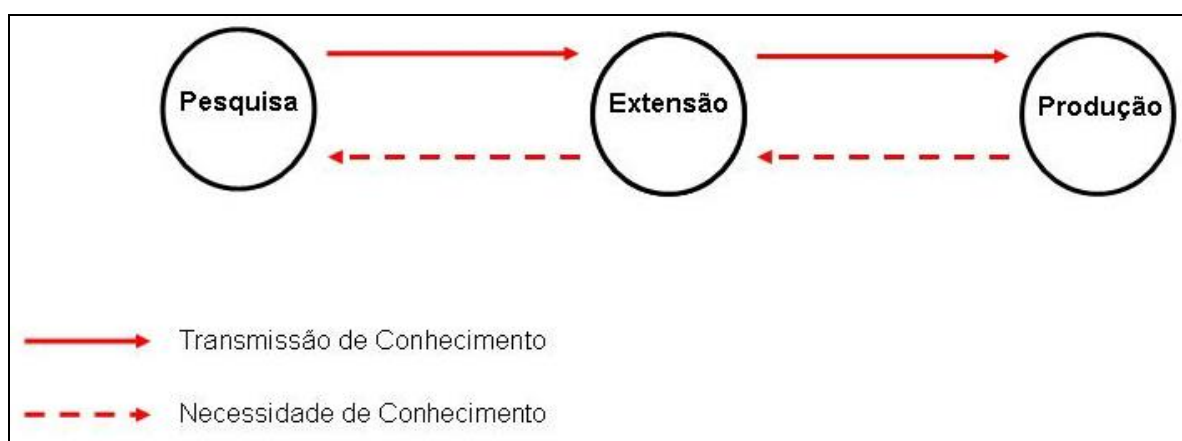 Pesquisa
Extensão
Produção
Transmissão de Conhecimento
Necessidade de Conhecimento